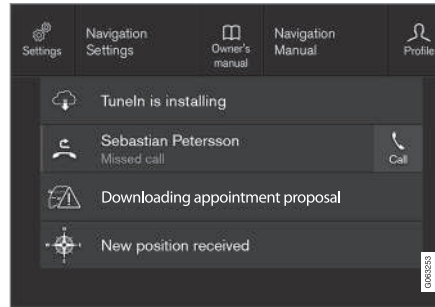 Settings
Navigation
Settings
Owner's
manual
Navigation
Manual
Profile
TuneIn is installing
Sebastian Petersson
Missed call
Call
Downloading appointment proposal
New position received
G063253